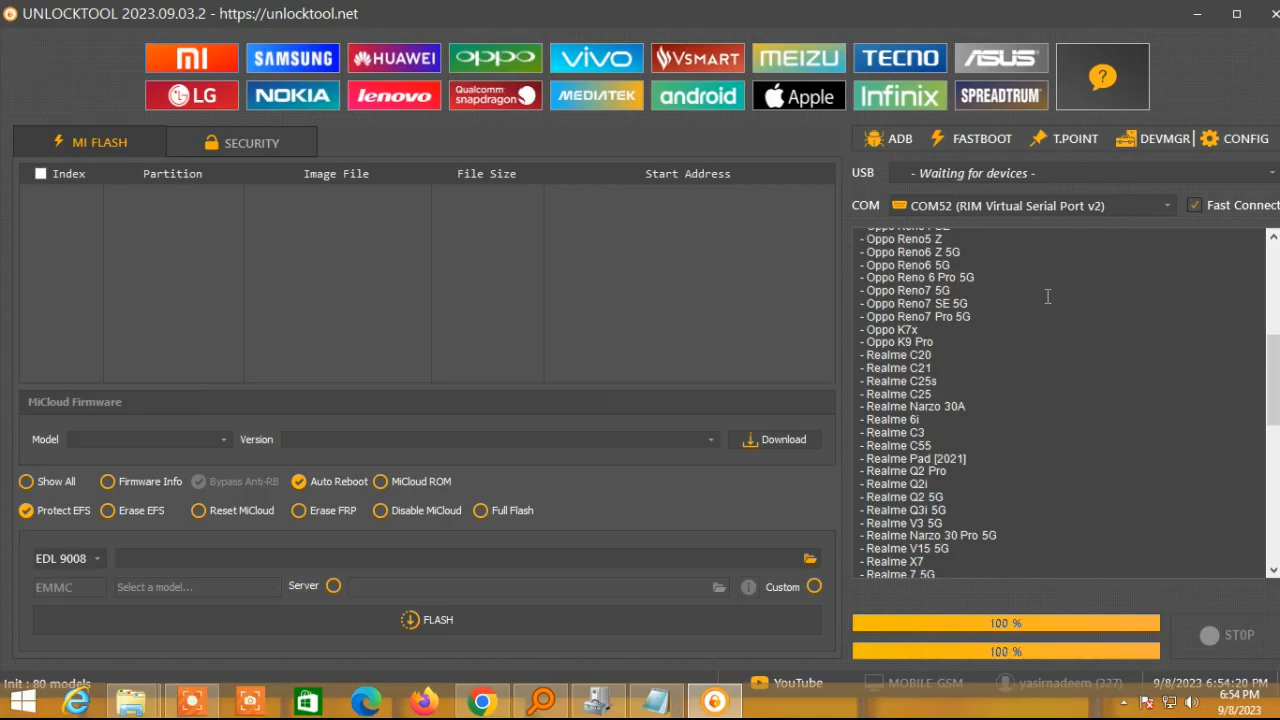 UNLOCKTOOL 2023.09.03.2 - https://unlocktool.net
mi SAMSUNG HUAWEI oppo vivo VSMART MEIZU TECNO ASUS ?
LG NOKIA lenovo Qualcomm snapdragon MEDIATEK android Apple Infinix SPREADTRUM
MI FLASH SECURITY
ADB FASTBOOT T.POINT DEVMGR CONFIG
Index Partition Image File File Size Start Address
USB - Waiting for devices -
COM COM52 (RIM Virtual Serial Port v2) Fast Connect
- Oppo Reno5 Z
- Oppo Reno6 Z 5G
- Oppo Reno6 5G
- Oppo Reno 6 Pro 5G
- Oppo Reno7 5G
- Oppo Reno7 SE 5G
- Oppo Reno7 Pro 5G
- Oppo K7x
- Oppo K9 Pro
- Realme C20
- Realme C21
- Realme C25s
- Realme C25
- Realme Narzo 30A
- Realme 6i
- Realme C3
- Realme C55
- Realme Pad [2021]
- Realme Q2 Pro
- Realme Q2i
- Realme Q2 5G
- Realme Q3i 5G
- Realme V3 5G
- Realme Narzo 30 Pro 5G
- Realme V15 5G
- Realme X7
- Realme 7 5G
MiCloud Firmware
Model Version Download
Show All Firmware Info Bypass Anti-RB Auto Reboot MiCloud ROM
Protect EFS Erase EFS Reset MiCloud Erase FRP Disable MiCloud Full Flash
EDL 9008
EMMC Select a model... Server Custom
FLASH
100 %
100 %
STOP
Init : 80 models
YouTube MOBILE-GSM yasirnadeem (327) 9/8/2023 6:54:20 PM
6:54 PM
9/8/2023